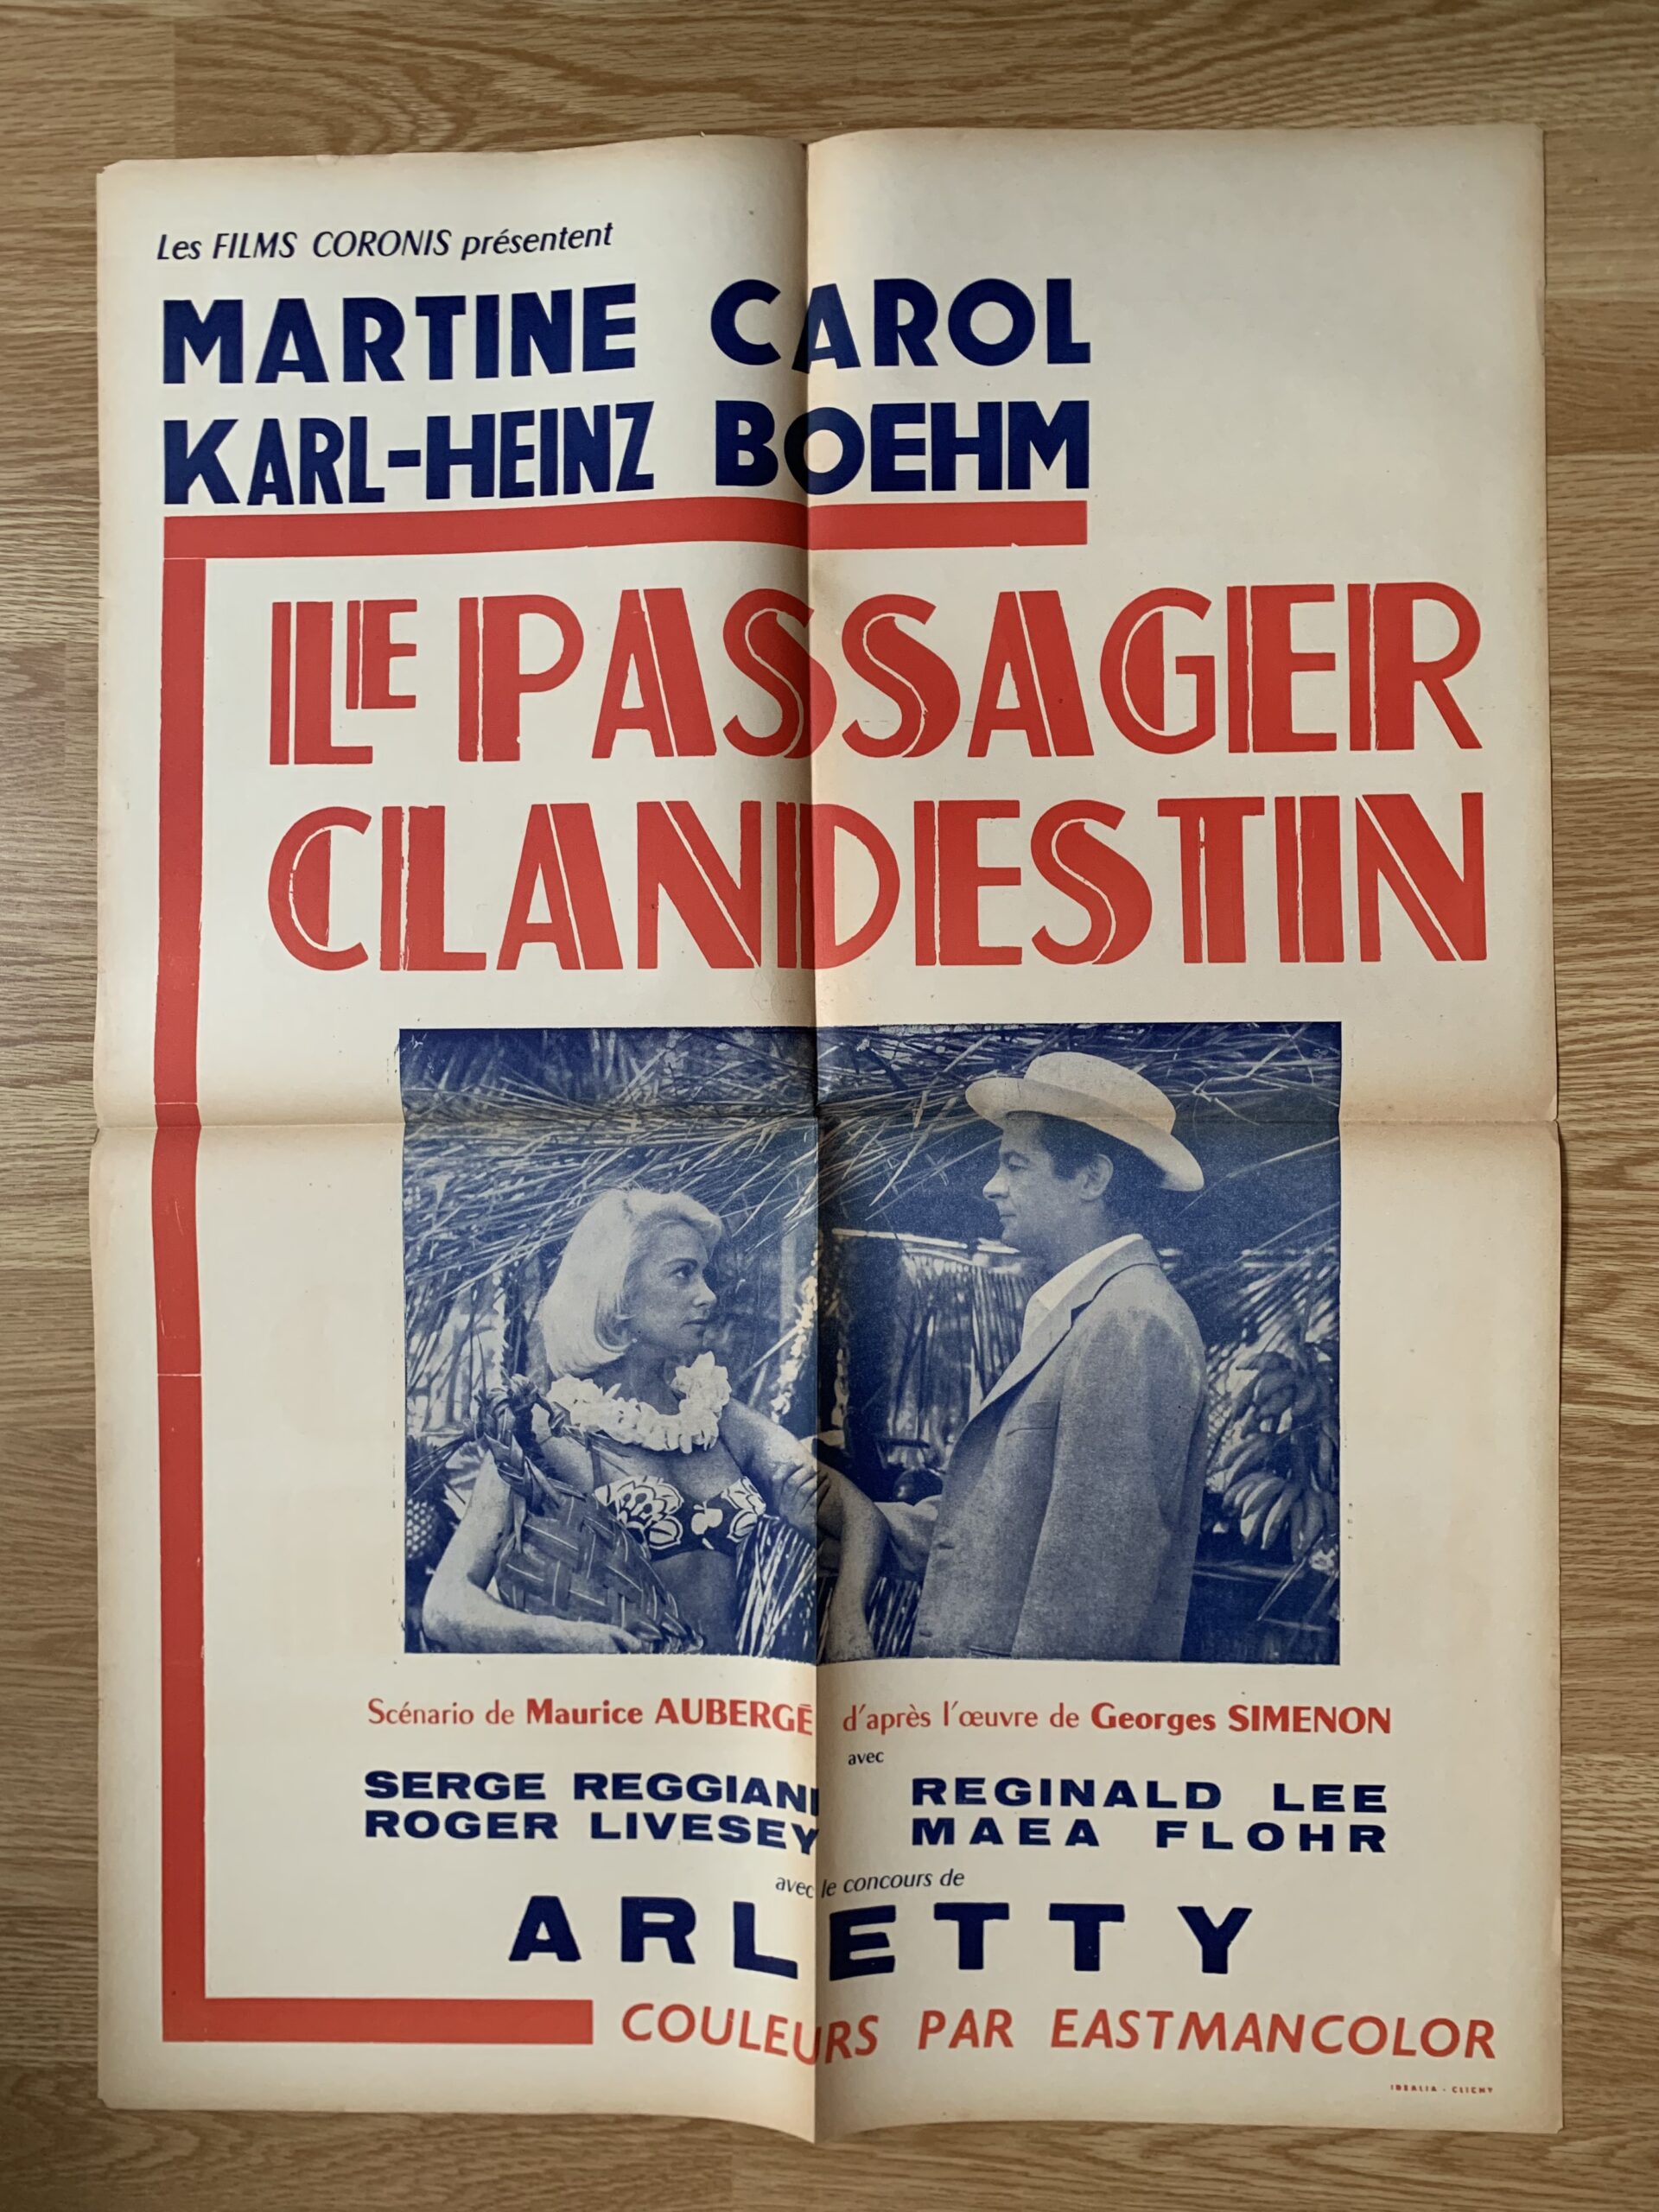 Les FILMS CORONIS présentent
MARTINE CAROL
KARL-HEINZ BOEHM
LE PASSAGER
CLANDESTIN
Scénario de Maurice AUBERGÉ d'après l'œuvre de Georges SIMENON
avec
SERGE REGGIANI REGINALD LEE
ROGER LIVESEY MAEA FLOHR
avec le concours de
ARLETTY
COULEURS PAR EASTMANCOLOR
IDEALIA - CLICHY